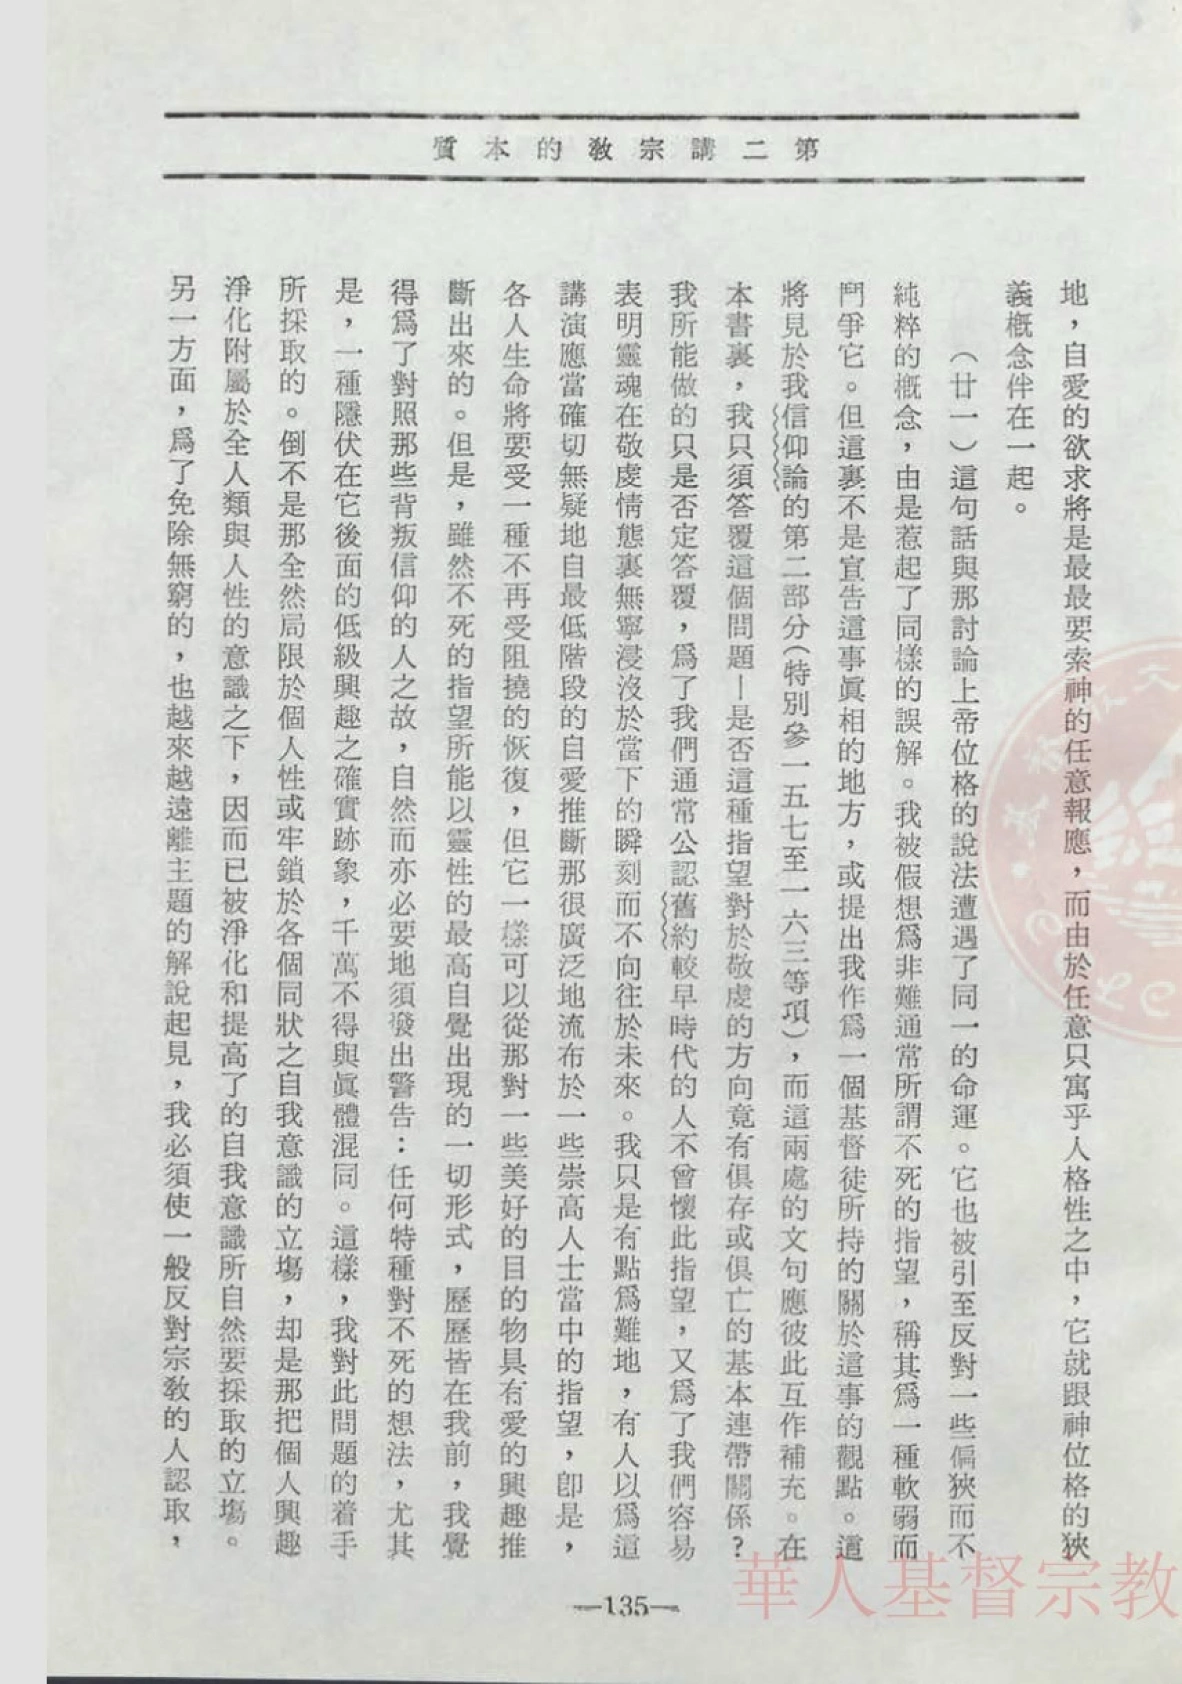 第二講宗教的本質
地，自愛的欲求將是最最要索神的任意報應，而由於任意只寓乎人格性之中，它就跟神位格的狹
義概念伴在一起。
（廿一）這句話與那討論上帝位格的說法遭遇了同一的命運。它也被引至反對一些偏狹而不
純粹的概念，由是惹起了同樣的誤解。我被假想爲非難通常所謂不死的指望，稱其爲一種軟弱而
鬥爭它。但這裏不是宣告這事眞相的地方，或提出我作爲一個基督徒所持的關於這事的觀點。這
將見於我信仰論的第二部分（特別參一五七至一六三等項），而這兩處的文句應彼此互作補充。在
本書裏，我只須答覆這個問題—是否這種指望對於敬虔的方向竟有俱存或俱亡的基本連帶關係？
我所能做的只是否定答覆，爲了我們通常公認舊約較早時代的人不曾懷此指望，又爲了我們容易
表明靈魂在敬虔情態裏無寧浸沒於當下的瞬刻而不向往於未來。我只是有點爲難地，有人以爲這
講演應當確切無疑地自最低階段的自愛推斷那很廣泛地流布於一些崇高人士當中的指望，卽是，
各人生命將要受一種不再受阻撓的恢復，但它一樣可以從那對一些美好的目的物具有愛的興趣推
斷出來的。但是，雖然不死的指望所能以靈性的最高自覺出現的一切形式，歷歷皆在我前，我覺
得爲了對照那些背叛信仰的人之故，自然而亦必要地須發出警告：任何特種對不死的想法，尤其
是，一種隱伏在它後面的低級興趣之確實跡象，千萬不得與眞體混同。這樣，我對此問題的着手
所採取的。倒不是那全然局限於個人性或牢鎖於各個同狀之自我意識的立場，却是那把個人興趣
淨化附屬於全人類與人性的意識之下，因而已被淨化和提高了的自我意識所自然要採取的立場。
另一方面，爲了免除無窮的，也越來越遠離主題的解說起見，我必須使一般反對宗教的人認取，
—135—
華人基督宗教